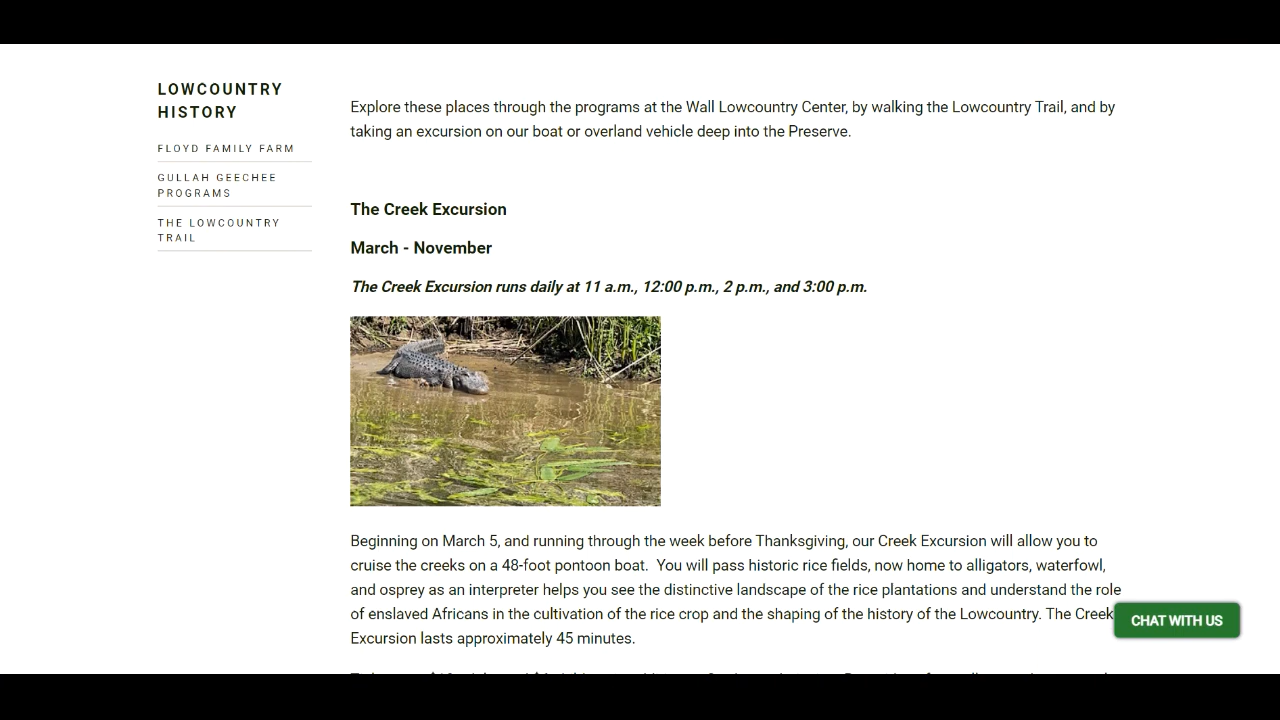 LOWCOUNTRY
HISTORY
FLOYD FAMILY FARM
GULLAH GEECHEE
PROGRAMS
THE LOWCOUNTRY
TRAIL
Explore these places through the programs at the Wall Lowcountry Center, by walking the Lowcountry Trail, and by
taking an excursion on our boat or overland vehicle deep into the Preserve.
The Creek Excursion
March - November
The Creek Excursion runs daily at 11 a.m., 12:00 p.m., 2 p.m., and 3:00 p.m.
Beginning on March 5, and running through the week before Thanksgiving, our Creek Excursion will allow you to
cruise the creeks on a 48-foot pontoon boat.  You will pass historic rice fields, now home to alligators, waterfowl,
and osprey as an interpreter helps you see the distinctive landscape of the rice plantations and understand the role
of enslaved Africans in the cultivation of the rice crop and the shaping of the history of the Lowcountry. The Creek
Excursion lasts approximately 45 minutes.
CHAT WITH US